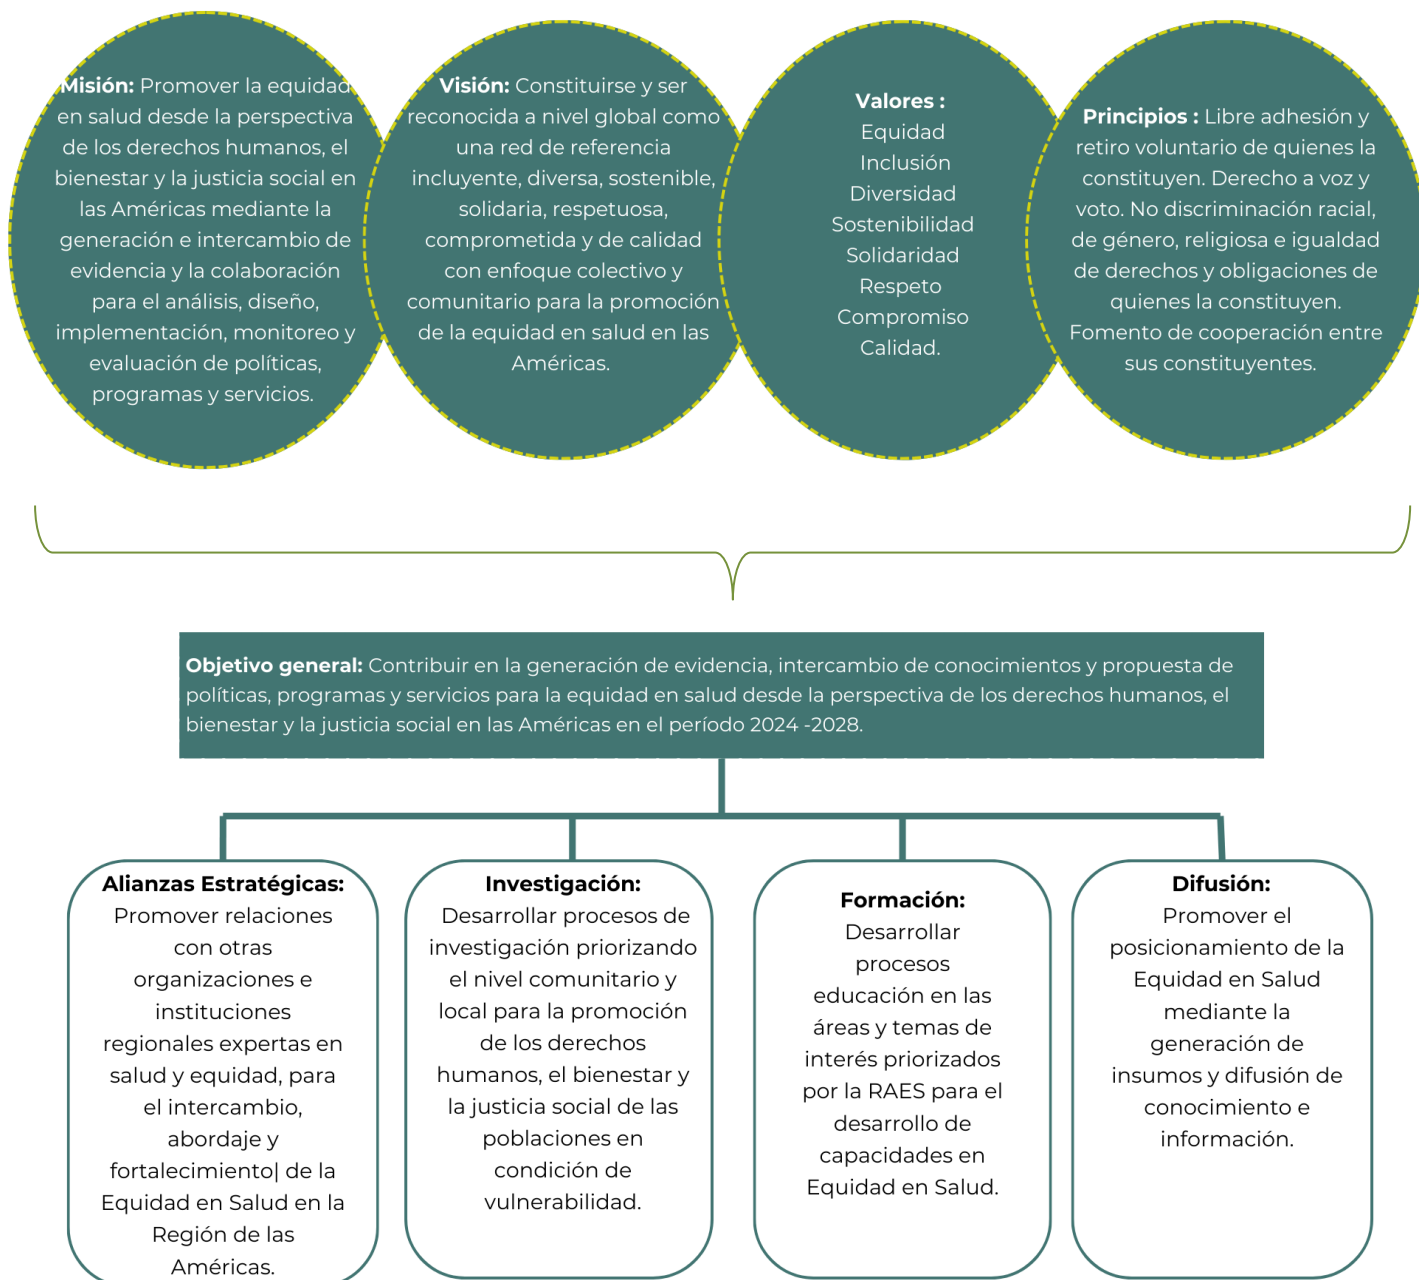 Misión: Promover la equidad
en salud desde la perspectiva
de los derechos humanos, el
bienestar y la justicia social en
las Américas mediante la
generación e intercambio de
evidencia y la colaboración
para el análisis, diseño,
implementación, monitoreo y
evaluación de políticas,
programas y servicios.
Visión: Constituirse y ser
reconocida a nivel global como
una red de referencia
incluyente, diversa, sostenible,
solidaria, respetuosa,
comprometida y de calidad
con enfoque colectivo y
comunitario para la promoción
de la equidad en salud en las
Américas.
Valores :
Equidad
Inclusión
Diversidad
Sostenibilidad
Solidaridad
Respeto
Compromiso
Calidad.
Principios : Libre adhesión y
retiro voluntario de quienes la
constituyen. Derecho a voz y
voto. No discriminación racial,
de género, religiosa e igualdad
de derechos y obligaciones de
quienes la constituyen.
Fomento de cooperación entre
sus constituyentes.
Objetivo general: Contribuir en la generación de evidencia, intercambio de conocimientos y propuesta de
políticas, programas y servicios para la equidad en salud desde la perspectiva de los derechos humanos, el
bienestar y la justicia social en las Américas en el período 2024 -2028.
Alianzas Estratégicas:
Promover relaciones
con otras
organizaciones e
instituciones
regionales expertas en
salud y equidad, para
el intercambio,
abordaje y
fortalecimiento| de la
Equidad en Salud en la
Región de las
Américas.
Investigación:
Desarrollar procesos de
investigación priorizando
el nivel comunitario y
local para la promoción
de los derechos
humanos, el bienestar y
la justicia social de las
poblaciones en
condición de
vulnerabilidad.
Formación:
Desarrollar
procesos
educación en las
áreas y temas de
interés priorizados
por la RAES para el
desarrollo de
capacidades en
Equidad en Salud.
Difusión:
Promover el
posicionamiento de la
Equidad en Salud
mediante la
generación de
insumos y difusión de
conocimiento e
información.